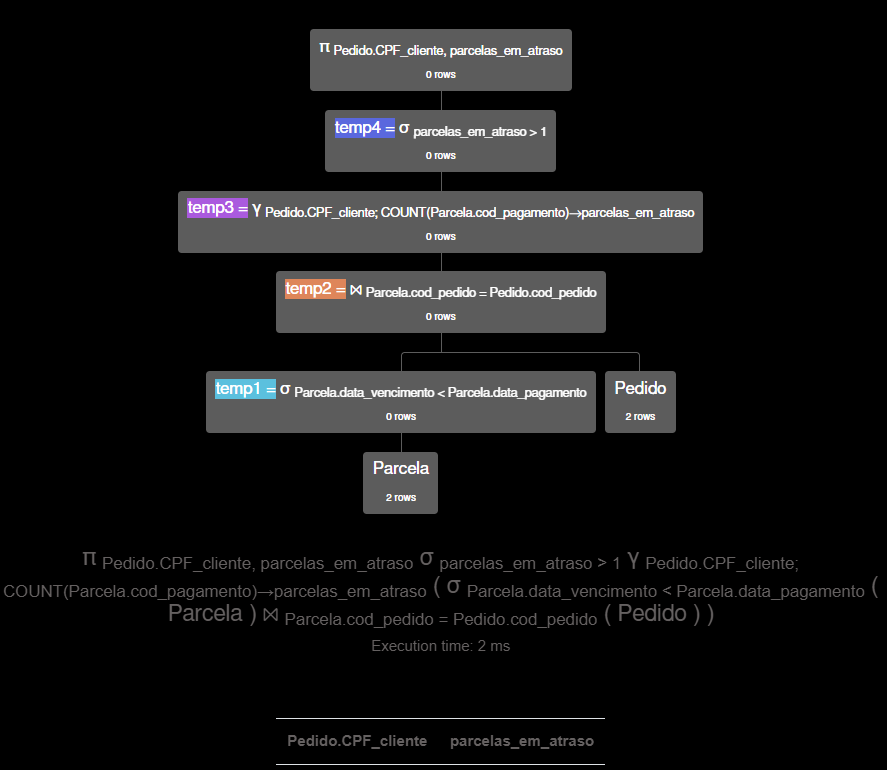 π Pedido.CPF_cliente, parcelas_em_atraso
0 rows
temp4 = σ parcelas_em_atraso > 1
0 rows
temp3 = γ Pedido.CPF_cliente; COUNT(Parcela.cod_pagamento)→parcelas_em_atraso
0 rows
temp2 = ⋈ Parcela.cod_pedido = Pedido.cod_pedido
0 rows
temp1 = σ Parcela.data_vencimento < Parcela.data_pagamento
0 rows
Pedido
2 rows
Parcela
2 rows
π Pedido.CPF_cliente, parcelas_em_atraso σ parcelas_em_atraso > 1 γ Pedido.CPF_cliente;
COUNT(Parcela.cod_pagamento)→parcelas_em_atraso ( σ Parcela.data_vencimento < Parcela.data_pagamento (
Parcela ) ⋈ Parcela.cod_pedido = Pedido.cod_pedido ( Pedido ) )
Execution time: 2 ms
Pedido.CPF_cliente parcelas_em_atraso